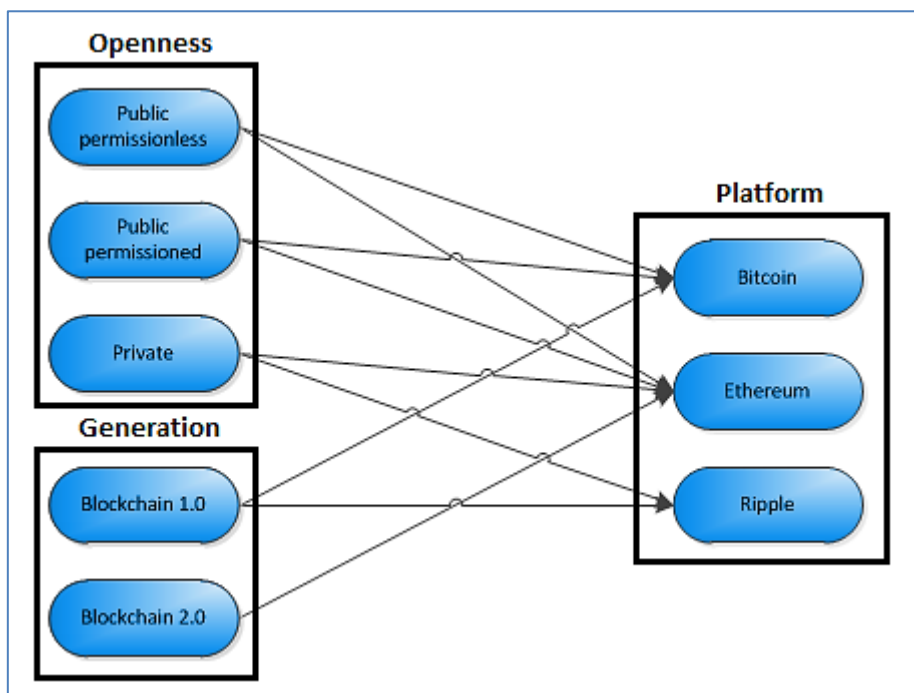 Openness
Public
permissionless
Public
permissioned
Private
Generation
Blockchain 1.0
Blockchain 2.0
Platform
Bitcoin
Ethereum
Ripple